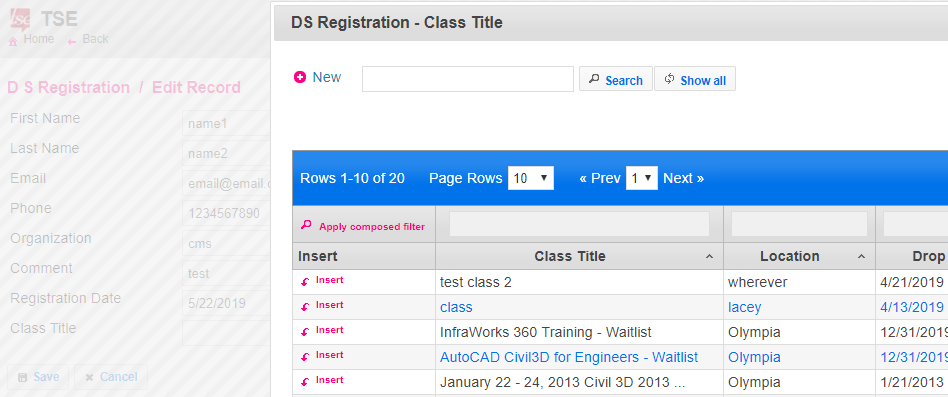 TSE
Home Back
D S Registration / Edit Record
First Name name1
Last Name name2
Email email@email.c
Phone 1234567890
Organization cms
Comment test
Registration Date 5/22/2019
Class Title
Save Cancel
DS Registration - Class Title
New Search Show all
Rows 1-10 of 20 Page Rows 10 « Prev 1 Next »
Apply composed filter
Insert Class Title Location Drop
Insert test class 2 wherever 4/21/2019
Insert class lacey 4/13/2019
Insert InfraWorks 360 Training - Waitlist Olympia 12/31/2019
Insert AutoCAD Civil3D for Engineers - Waitlist Olympia 12/31/2019
Insert January 22 - 24, 2013 Civil 3D 2013 ... Olympia 1/21/2013